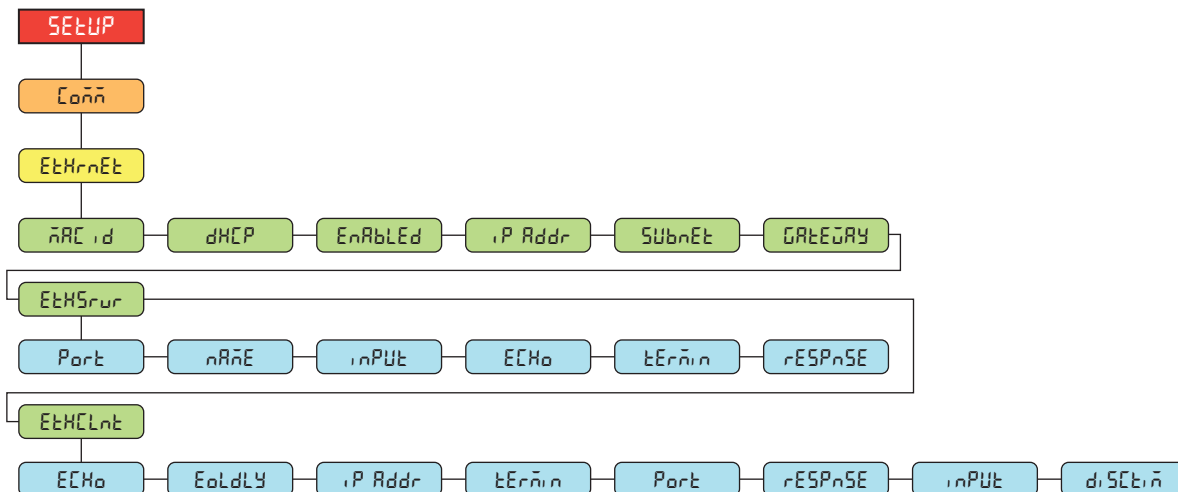 SEtUP
Comm
EtHrnEt
mAC id
dHCP
EnAbLEd
iP Addr
SUbnEt
GAtEwAY
EtHSrvr
Port
nAmE
inPUt
ECHo
tErmin
rESPnSE
EtHCLnt
ECHo
EoLdLY
iP Addr
tErmin
Port
rESPnSE
inPUt
diSCtim